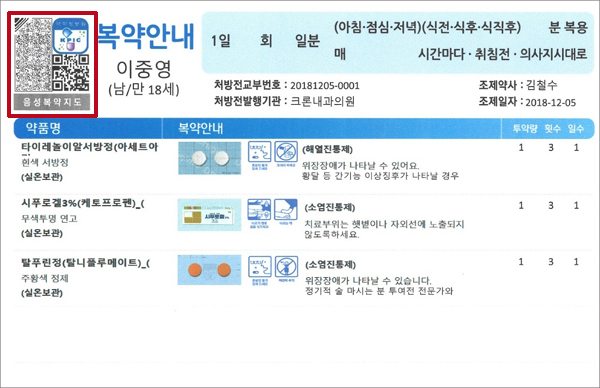 KPIC
음성복약지도
복약안내
이중영
(남/만 18세)
1일 회 일분 (아침·점심·저녁)(식전·식후·식직후) 분 복용
매 시간마다·취침전·의사지시대로
처방전교부번호 : 20181205-0001 조제약사 : 김철수
처방전발행기관 : 크론내과의원 조제일자 : 2018-12-05
약품명 복약안내 투약량 횟수 일수
타이레놀이알서방정(아세트아 (해열진통제) 1 3 1
흰색 서방정 위장장애가 나타날 수 있어요.
(실온보관) 황달 등 간기능 이상징후가 나타날 경우
시푸로겔3%(케토프로펜)_( (소염진통제) 1 3 1
무색투명 연고 치료부위는 햇볕이나 자외선에 노출되지
(실온보관) 않도록하세요.
탈푸린정(탈니플루메이트)_( (소염진통제) 1 3 1
주황색 정제 위장장애가 나타날 수 있습니다.
(실온보관) 정기적 술 마시는 분 투여전 전문가와